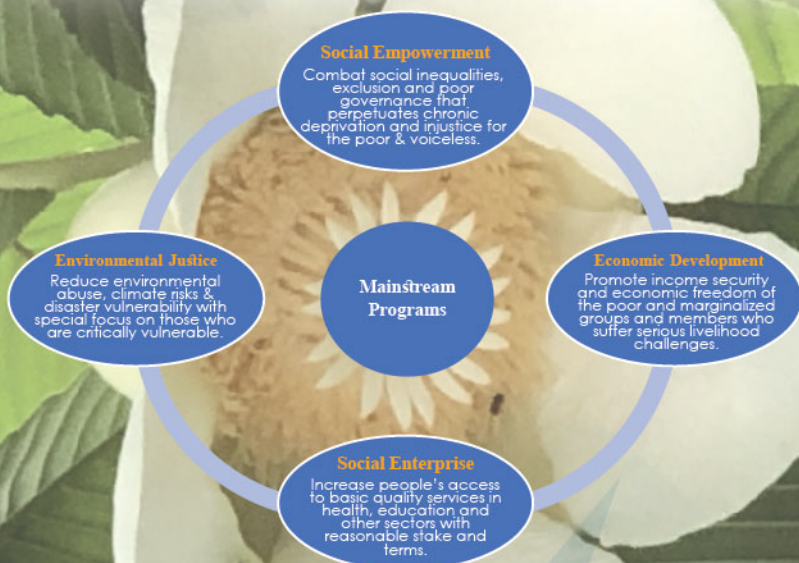 Social Empowerment
Combat social inequalities,
exclusion and poor
governance that
perpetuates chronic
deprivation and injustice for
the poor & voiceless.
Environmental Justice
Reduce environmental
abuse, climate risks &
disaster vulnerability with
special focus on those who
are critically vulnerable.
Mainstream
Programs
Economic Development
Promote income security
and economic freedom of
the poor and marginalized
groups and members who
suffer serious livelihood
challenges.
Social Enterprise
Increase people's access
to basic quality services in
health, education and
other sectors with
reasonable stake and
terms.